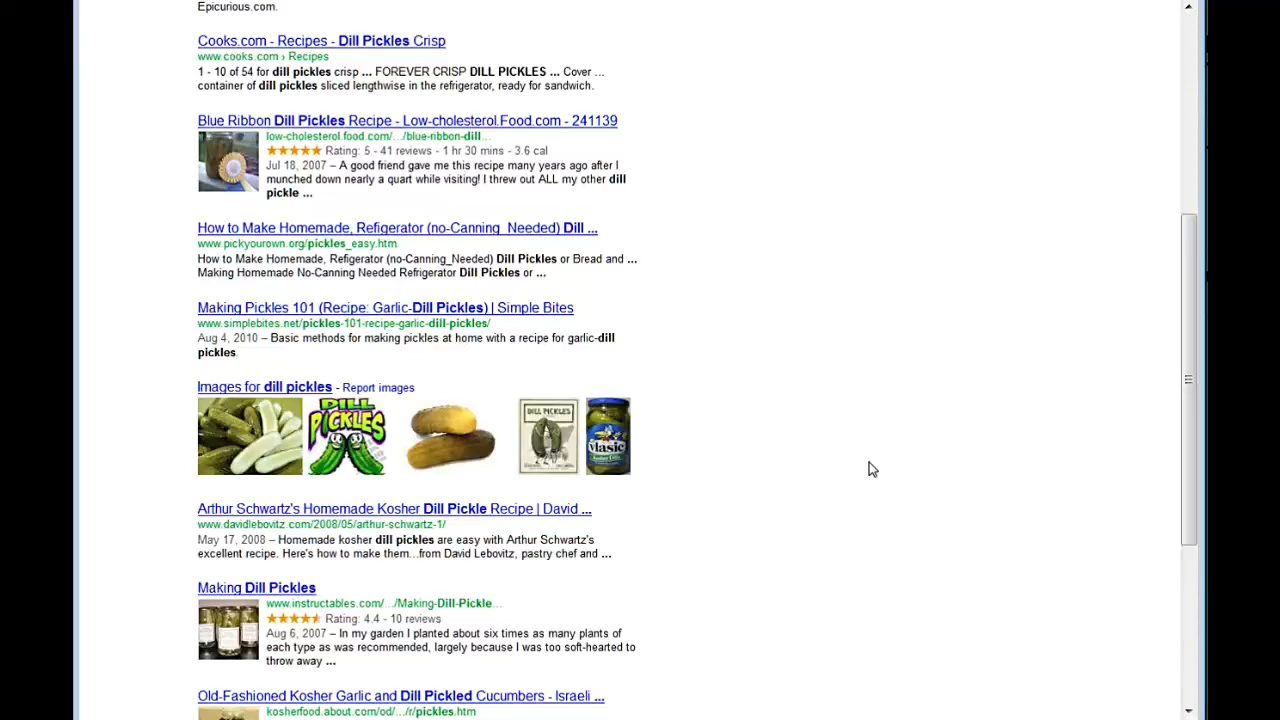 Epicurious.com.
Cooks.com - Recipes - Dill Pickles Crisp
www.cooks.com › Recipes
1 - 10 of 54 for dill pickles crisp ... FOREVER CRISP DILL PICKLES ... Cover ...
container of dill pickles sliced lengthwise in the refrigerator, ready for sandwich.
Blue Ribbon Dill Pickles Recipe - Low-cholesterol.Food.com - 241139
low-cholesterol.food.com/.../blue-ribbon-dill...
Rating: 5 - 41 reviews - 1 hr 30 mins - 3.6 cal
Jul 18, 2007 – A good friend gave me this recipe many years ago after I
munched down nearly a quart while visiting! I threw out ALL my other dill
pickle ...
How to Make Homemade, Refigerator (no-Canning_Needed) Dill ...
www.pickyourown.org/pickles_easy.htm
How to Make Homemade, Refigerator (no-Canning_Needed) Dill Pickles or Bread and ...
Making Homemade No-Canning Needed Refrigerator Dill Pickles or ...
Making Pickles 101 (Recipe: Garlic-Dill Pickles) | Simple Bites
www.simplebites.net/pickles-101-recipe-garlic-dill-pickles/
Aug 4, 2010 – Basic methods for making pickles at home with a recipe for garlic-dill
pickles.
Images for dill pickles - Report images
DILL
PICKLES
DILL PICKLES
Vlasic
Arthur Schwartz's Homemade Kosher Dill Pickle Recipe | David ...
www.davidlebovitz.com/2008/05/arthur-schwartz-1/
May 17, 2008 – Homemade kosher dill pickles are easy with Arthur Schwartz's
excellent recipe. Here's how to make them...from David Lebovitz, pastry chef and ...
Making Dill Pickles
www.instructables.com/.../Making-Dill-Pickle...
Rating: 4.4 - 10 reviews
Aug 6, 2007 – In my garden I planted about six times as many plants of
each type as was recommended, largely because I was too soft-hearted to
throw away ...
Old-Fashioned Kosher Garlic and Dill Pickled Cucumbers - Israeli ...
kosherfood.about.com/od/.../r/pickles.htm